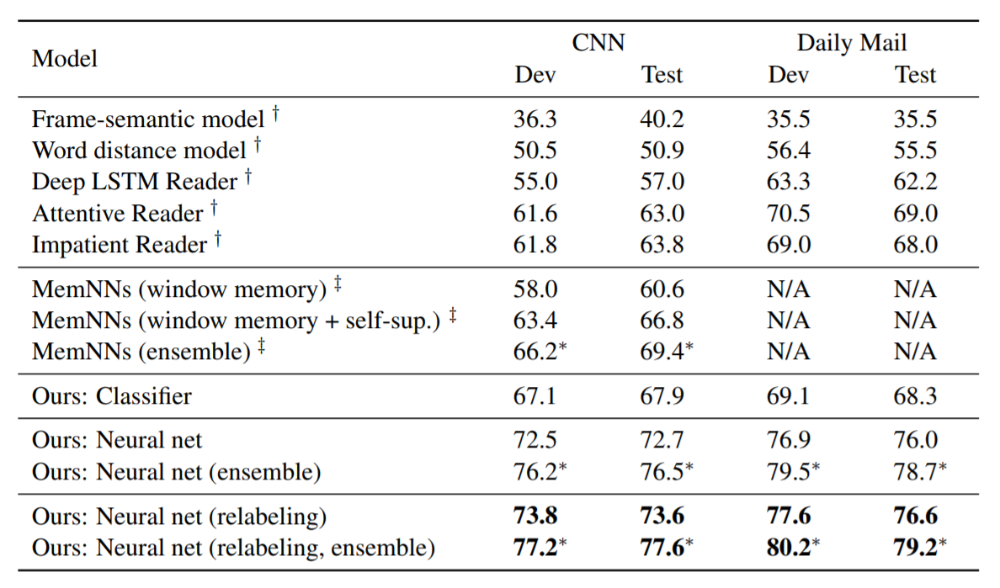 Model CNN Daily Mail
Dev Test Dev Test
Frame-semantic model † 36.3 40.2 35.5 35.5
Word distance model † 50.5 50.9 56.4 55.5
Deep LSTM Reader † 55.0 57.0 63.3 62.2
Attentive Reader † 61.6 63.0 70.5 69.0
Impatient Reader † 61.8 63.8 69.0 68.0
MemNNs (window memory) ‡ 58.0 60.6 N/A N/A
MemNNs (window memory + self-sup.) ‡ 63.4 66.8 N/A N/A
MemNNs (ensemble) ‡ 66.2* 69.4* N/A N/A
Ours: Classifier 67.1 67.9 69.1 68.3
Ours: Neural net 72.5 72.7 76.9 76.0
Ours: Neural net (ensemble) 76.2* 76.5* 79.5* 78.7*
Ours: Neural net (relabeling) 73.8 73.6 77.6 76.6
Ours: Neural net (relabeling, ensemble) 77.2* 77.6* 80.2* 79.2*